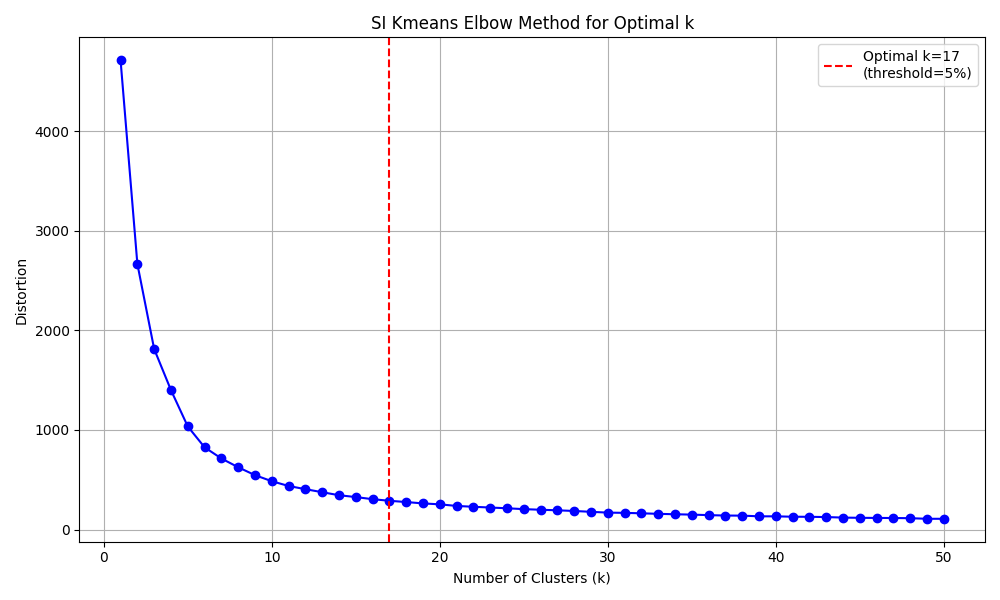 SI Kmeans Elbow Method for Optimal k
Optimal k=17
(threshold=5%)
Distortion
4000
3000
2000
1000
0
0 10 20 30 40 50
Number of Clusters (k)